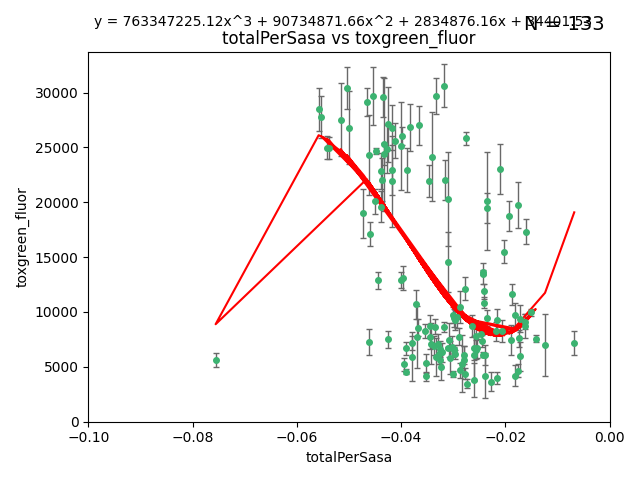 y = 763347225.12x^3 + 90734871.66x^2 + 2834876.16x +
N = 133
totalPerSasa vs toxgreen_fluor
toxgreen_fluor
30000
25000
20000
15000
10000
5000
0
−0.10 −0.08 −0.06 −0.04 −0.02 0.00
totalPerSasa